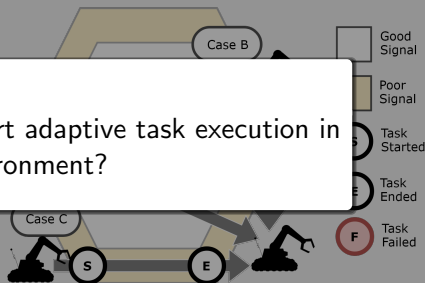 Case B
Good
Signal
Poor
Signal
rt adaptive task execution in
ronment?
S
Task
Started
E
Task
Ended
Case C
F
Task
Failed
S
E